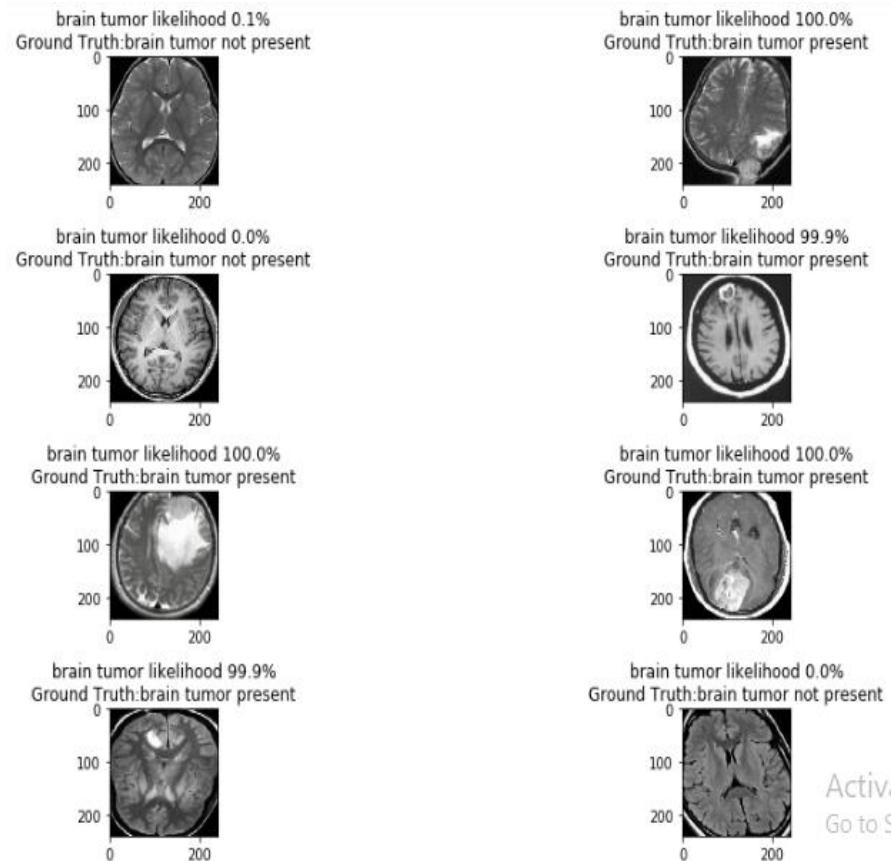 brain tumor likelihood 0.1%
Ground Truth:brain tumor not present
0
100
200
0
200
brain tumor likelihood 100.0%
Ground Truth:brain tumor present
0
100
200
0
200
brain tumor likelihood 0.0%
Ground Truth:brain tumor not present
0
100
200
0
200
brain tumor likelihood 99.9%
Ground Truth:brain tumor present
0
100
200
0
200
brain tumor likelihood 100.0%
Ground Truth:brain tumor present
0
100
200
0
200
brain tumor likelihood 100.0%
Ground Truth:brain tumor present
0
100
200
0
200
brain tumor likelihood 99.9%
Ground Truth:brain tumor present
0
100
200
0
200
brain tumor likelihood 0.0%
Ground Truth:brain tumor not present
0
100
200
0
200
Activa
Go to S